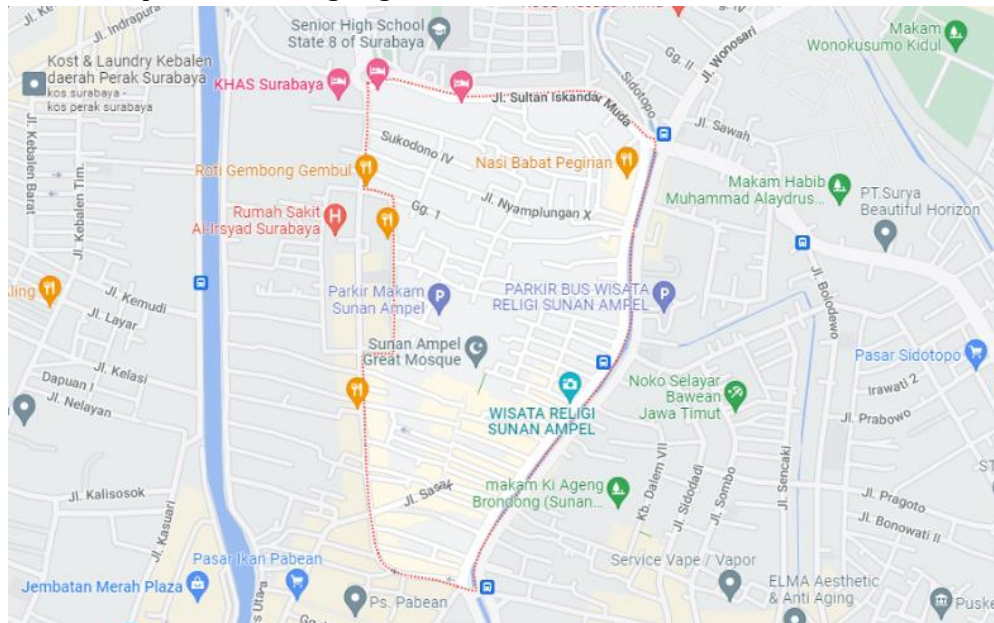 Jl. Indrapura
Senior High School
State 8 of Surabaya
Gg. II
Jl. Wonosari
Makam
Wonokusumo Kidul
Kost & Laundry Kebalen
daerah Perak Surabaya
kos surabaya -
kos perak surabaya
KHAS Surabaya
Jl. Sultan Iskandar Muda
Sidotopo
Jl. Sawah
Jl. Kebalen Barat
Jl. Kebalen Tim.
Sukodono IV
Nasi Babat Pegirian
Roti Gembong Gembul
Gg. 1
Jl. Nyamplungan X
Makam Habib
Muhammad Alaydrus...
PT.Surya
Beautiful Horizon
Rumah Sakit
Al-Irsyad Surabaya
Jl. Kemudi
Jl. Layar
Parkir Makam
Sunan Ampel
PARKIR BUS WISATA
RELIGI SUNAN AMPEL
Jl. Bolodewo
Sunan Ampel
Great Mosque
Pasar Sidotopo
Jl. Kelasi
Dapuan I
Jl. Nelayan
Noko Selayar
Bawean
Jawa Timut
Irawati 2
Jl. Prabowo
WISATA RELIGI
SUNAN AMPEL
Jl. Kalisosok
Jl. Kasuari
Jl. Sasak
makam Ki Ageng
Brondong (Sunan...
Kb. Dalem VII
Jl. Sidodadi
Jl. Sombo
Jl. Sencaki
Jl. Pragoto
Jl. Bonowati II
Pasar Ikan Pabean
Jembatan Merah Plaza
Service Vape / Vapor
ELMA Aesthetic
& Anti Aging
Ps. Pabean